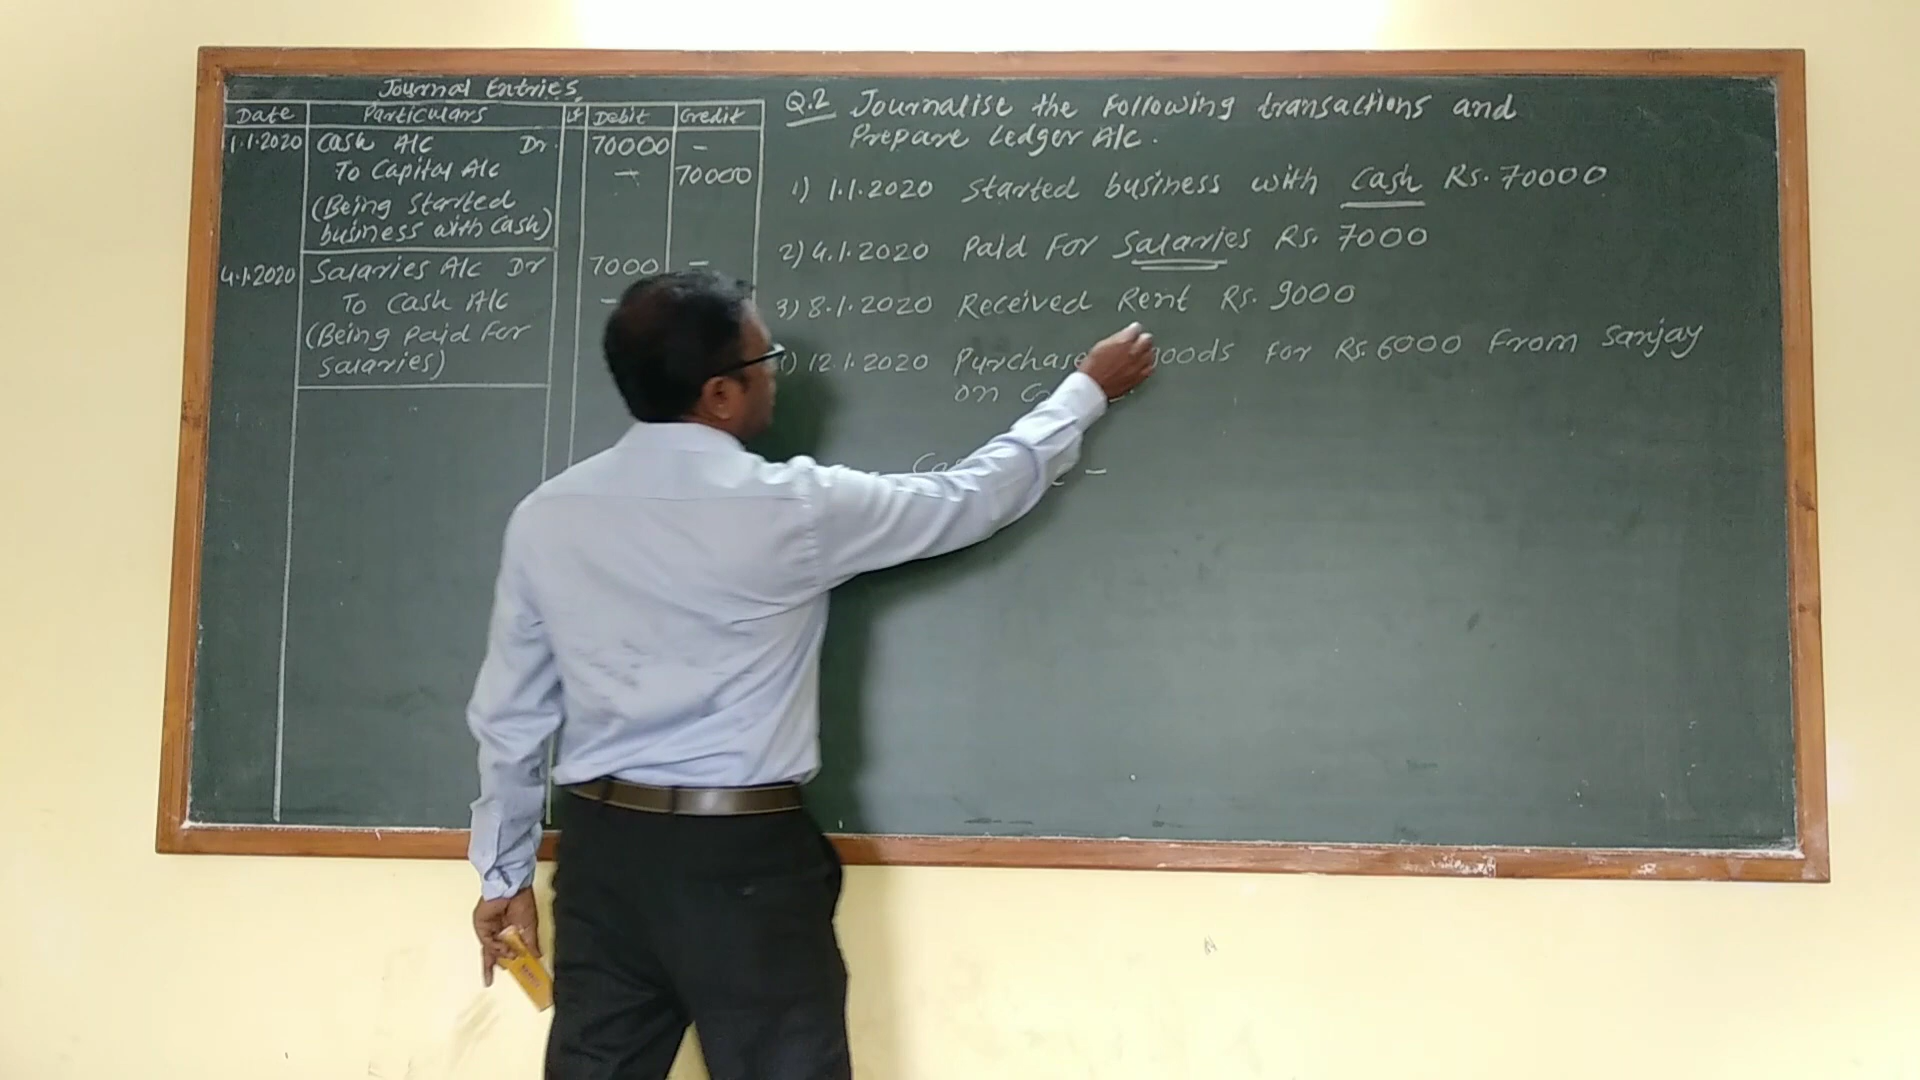 Journal Entries
Date Particulars LF Debit Credit
1.1.2020 Cash A/c Dr. 70000 -
To Capital A/c - 70000
(Being Started
business with Cash)
4.1.2020 Salaries A/c Dr 7000 -
To Cash A/c -
(Being Paid For
Salaries)
Q.2 Journalise the Following transactions and
Prepare Ledger A/c.
1) 1.1.2020 Started business with Cash Rs. 70000
2) 4.1.2020 Paid For Salaries Rs. 7000
3) 8.1.2020 Received Rent Rs. 9000
) 12.1.2020 Purchase goods For Rs. 6000 From Sanjay
on